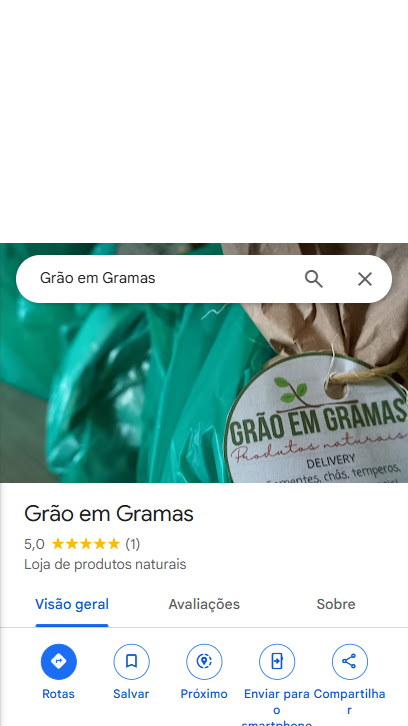 Grão em Gramas
GRÃO EM GRAMAS
Produtos naturais
DELIVERY
chás, temperos,
Grão em Gramas
5,0 (1)
Loja de produtos naturais
Visão geral Avaliações Sobre
Rotas Salvar Próximo Enviar para o smartphone Compartilhar